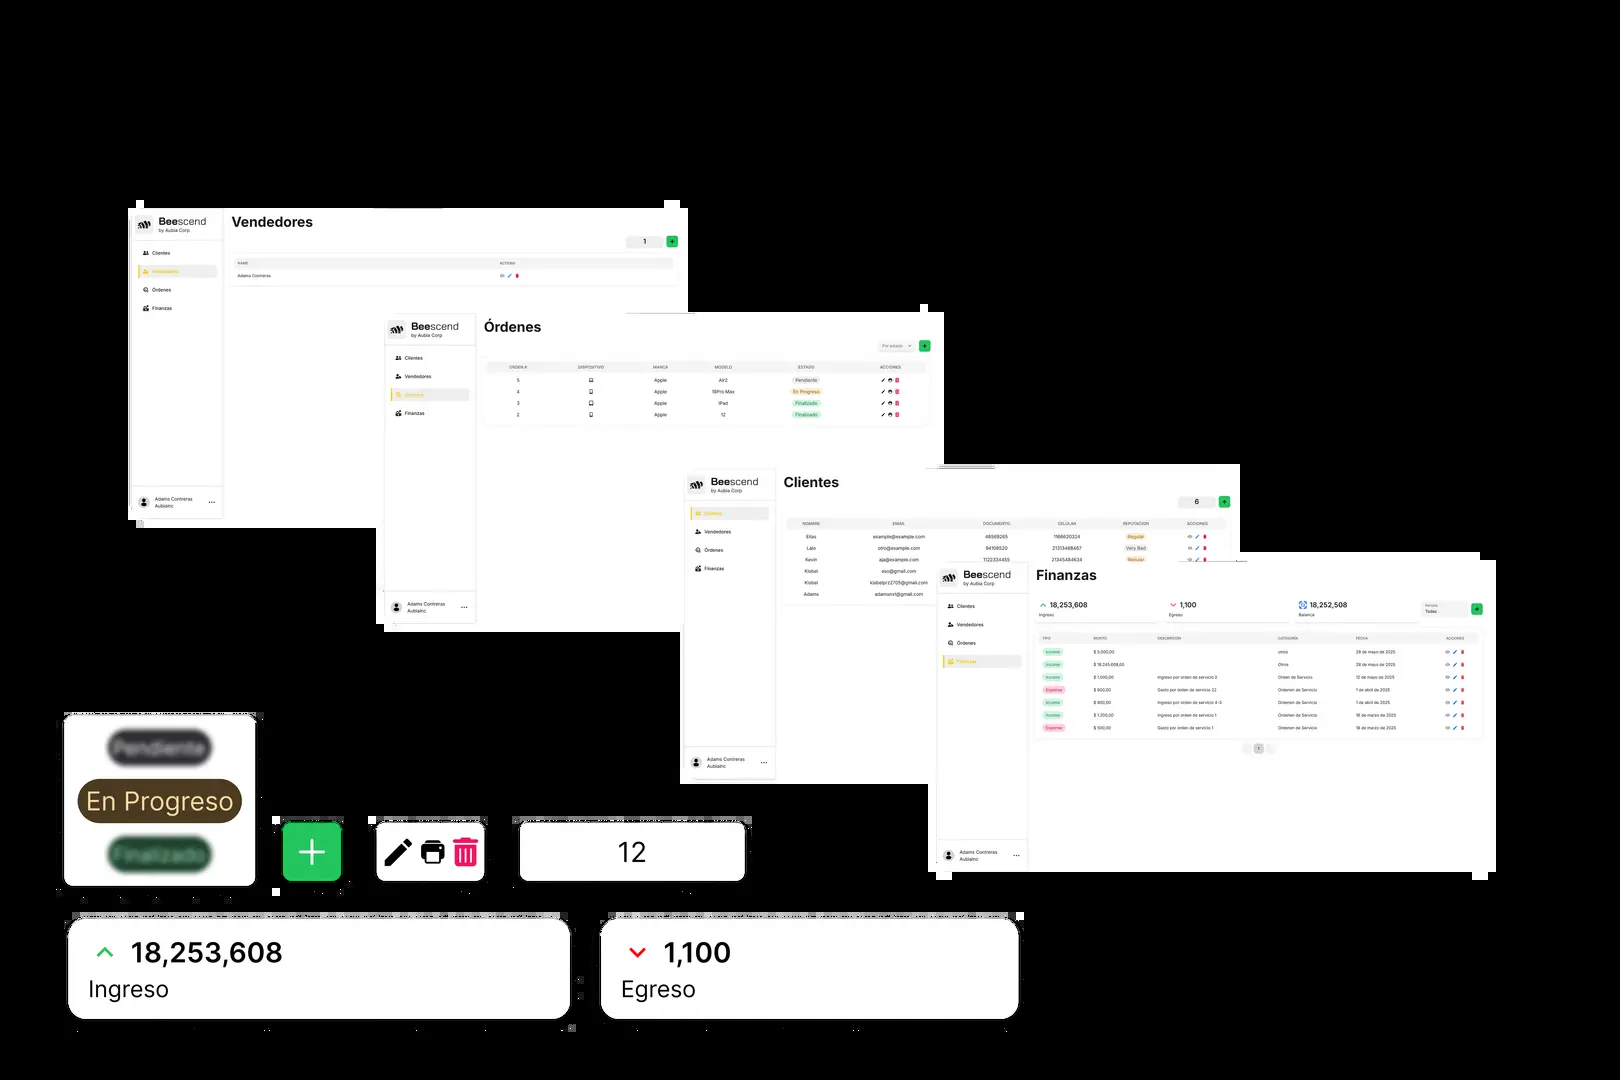 Beescend
by Aubia Corp
Clientes
Vendedores
Órdenes
Finanzas
Adams Contreras
Aubiainc
Vendedores
1
NAME ACTIONS
Adams Contreras
Beescend
by Aubia Corp
Clientes
Vendedores
Órdenes
Finanzas
Adams Contreras
Aubiainc
Órdenes
Por estado
ORDEN # DISPOSITIVO MARCA MODELO ESTADO ACCIONES
5 Apple Air2 Pendiente
4 Apple 16Pro Max En Progreso
3 Apple iPad Finalizado
2 Apple 12 Finalizado
Beescend
by Aubia Corp
Clientes
Vendedores
Órdenes
Finanzas
Adams Contreras
Aubiainc
Clientes
6
NOMBRE EMAIL DOCUMENTO CELULAR REPUTACION ACCIONES
Elias example@example.com 48569265 1166620324 Regular
Lalo otro@example.com 94108520 21313488467 Very Bad
Kevin aja@example.com 1122334455 21345484634 Regular
Kisbel eso@gmail.com
Kisbel kisbelprz2705@gmail.com
Adams adamsnxt@gmail.com
Beescend
by Aubia Corp
Clientes
Vendedores
Órdenes
Finanzas
Adams Contreras
Aubiainc
Finanzas
18,253,608
Ingreso
1,100
Egreso
18,252,508
Balance
Todas
TIPO MONTO DESCRIPCIÓN CATEGORÍA FECHA ACCIONES
Income $ 5.000,00 otros 28 de mayo de 2025
Income $ 18.245.608,00 Otros 28 de mayo de 2025
Income $ 1.000,00 Ingreso por orden de servicio 2 Orden de Servicio 12 de mayo de 2025
Expense $ 600,00 Gasto por orden de servicio 22 Órdenen de Servicio 1 de abril de 2025
Income $ 800,00 Ingreso por orden de servicio 4-5 Órdenen de Servicio 1 de abril de 2025
Income $ 1.200,00 Ingreso por orden de servicio 1 Órdenen de Servicio 18 de marzo de 2025
Expense $ 500,00 Gasto por orden de servicio 1 Órdenen de Servicio 18 de marzo de 2025
1
Pendiente
En Progreso
Finalizado
12
18,253,608
Ingreso
1,100
Egreso